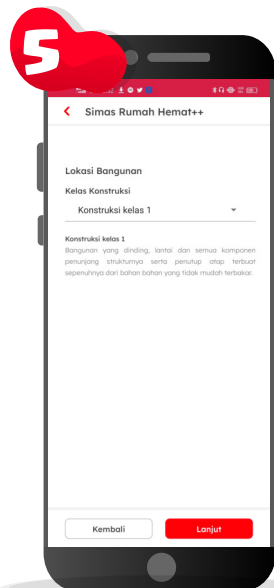 5
Simas Rumah Hemat++
Lokasi Bangunan
Kelas Konstruksi
Konstruksi kelas 1
Konstruksi kelas 1
Bangunan yang dinding, lantai dan semua komponen
penunjang strukturnya serta penutup atap terbuat
sepenuhnya dari bahan bahan yang tidak mudah terbakar.
Kembali
Lanjut